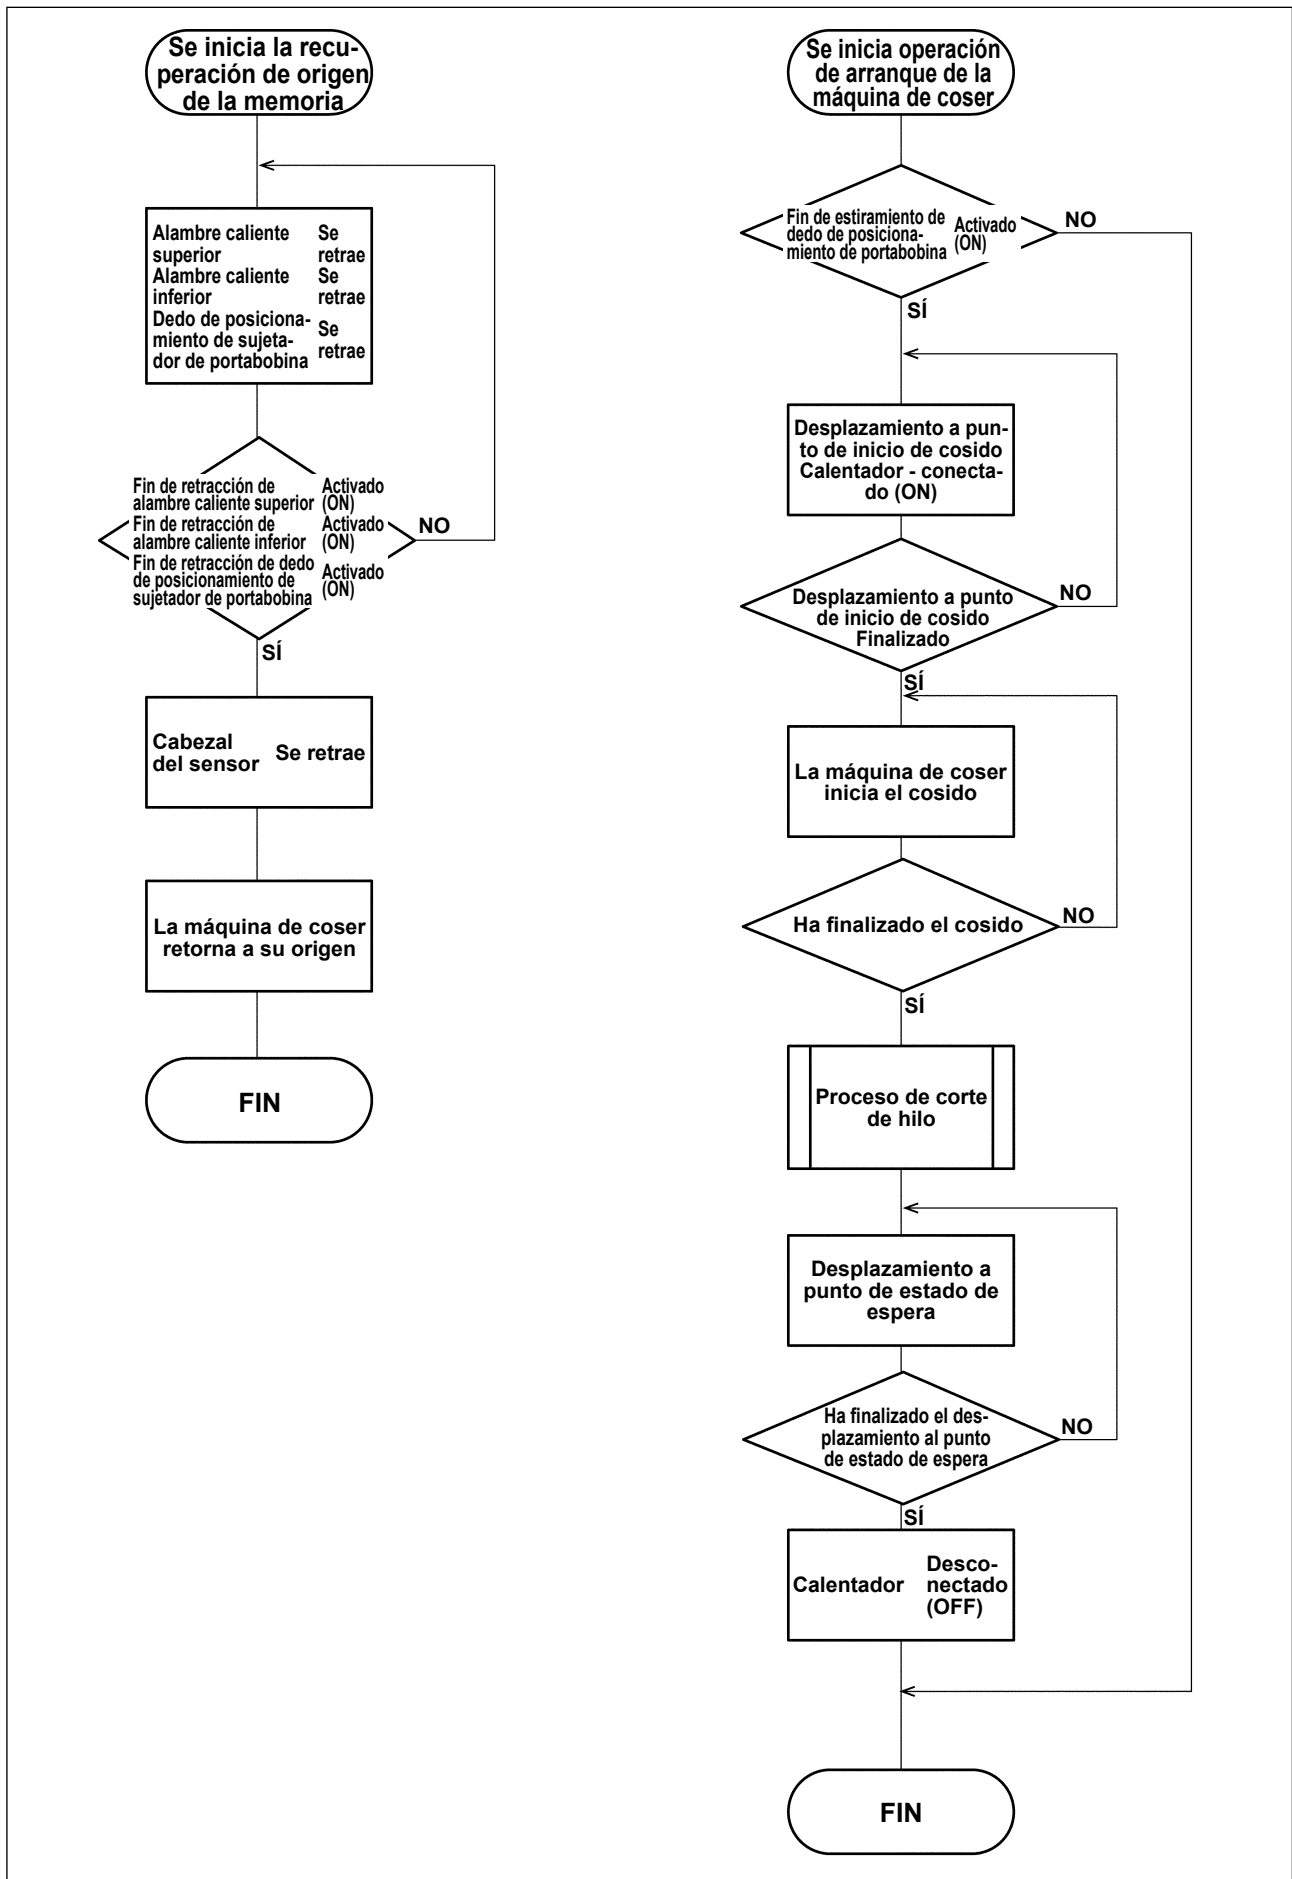 Se inicia la recu-
peración de origen
de la memoria
Alambre caliente
superior
Se
retrae
Alambre caliente
inferior
Se
retrae
Dedo de posiciona-
miento de sujeta-
dor de portabobina
Se
retrae
Fin de retracción de
alambre caliente superior
Activado
(ON)
Fin de retracción de
alambre caliente inferior
Activado
(ON)
Fin de retracción de dedo
de posicionamiento de
sujetador de portabobina
Activado
(ON)
NO
SÍ
Cabezal
del sensor
Se retrae
La máquina de coser
retorna a su origen
FIN
Se inicia operación
de arranque de la
máquina de coser
Fin de estiramiento de
dedo de posiciona-
miento de portabobina
Activado
(ON)
NO
SÍ
Desplazamiento a pun-
to de inicio de cosido
Calentador - conecta-
do (ON)
Desplazamiento a punto
de inicio de cosido
Finalizado
NO
SÍ
La máquina de coser
inicia el cosido
Ha finalizado el cosido
NO
SÍ
Proceso de corte
de hilo
Desplazamiento a
punto de estado de
espera
Ha finalizado el des-
plazamiento al punto
de estado de espera
NO
SÍ
Calentador
Desco-
nectado
(OFF)
FIN